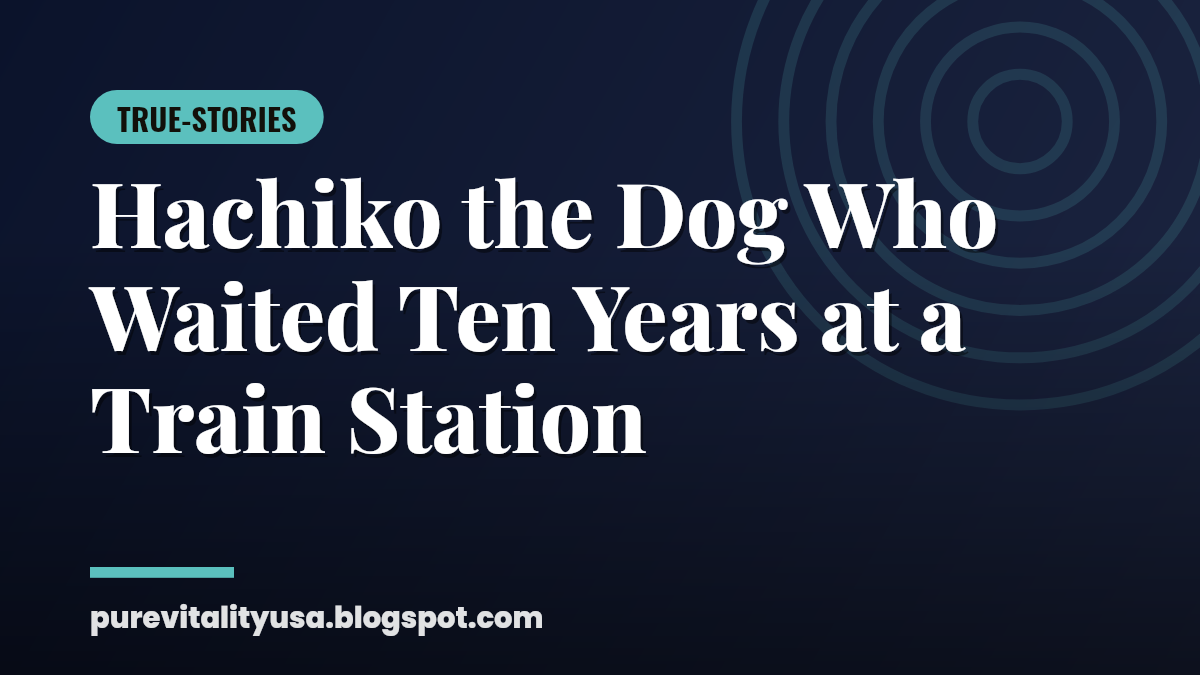 TRUE-STORIES
Hachiko the Dog Who
Waited Ten Years at a
Train Station
purevitalityusa.blogspot.com